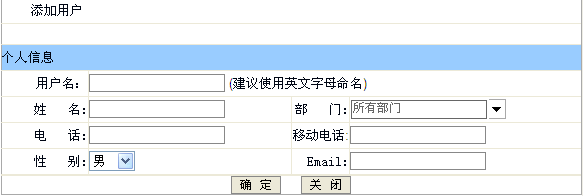 添加用户
个人信息
用户名: (建议使用英文字母命名)
姓 名: 部 门: 所有部门
电 话: 移动电话:
性 别: 男 Email:
确 定 关 闭